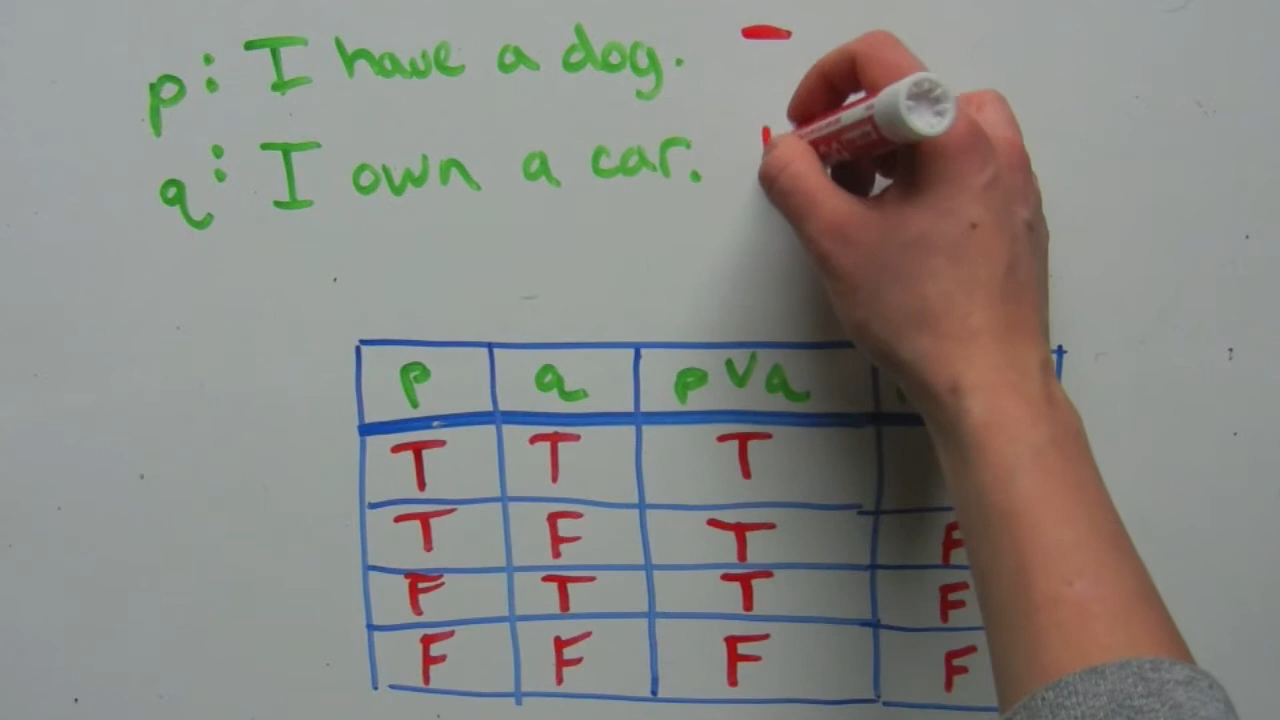 p: I have a dog.
q: I own a car.
p q p V q
T T T
T F T F
F T T F
F F F F